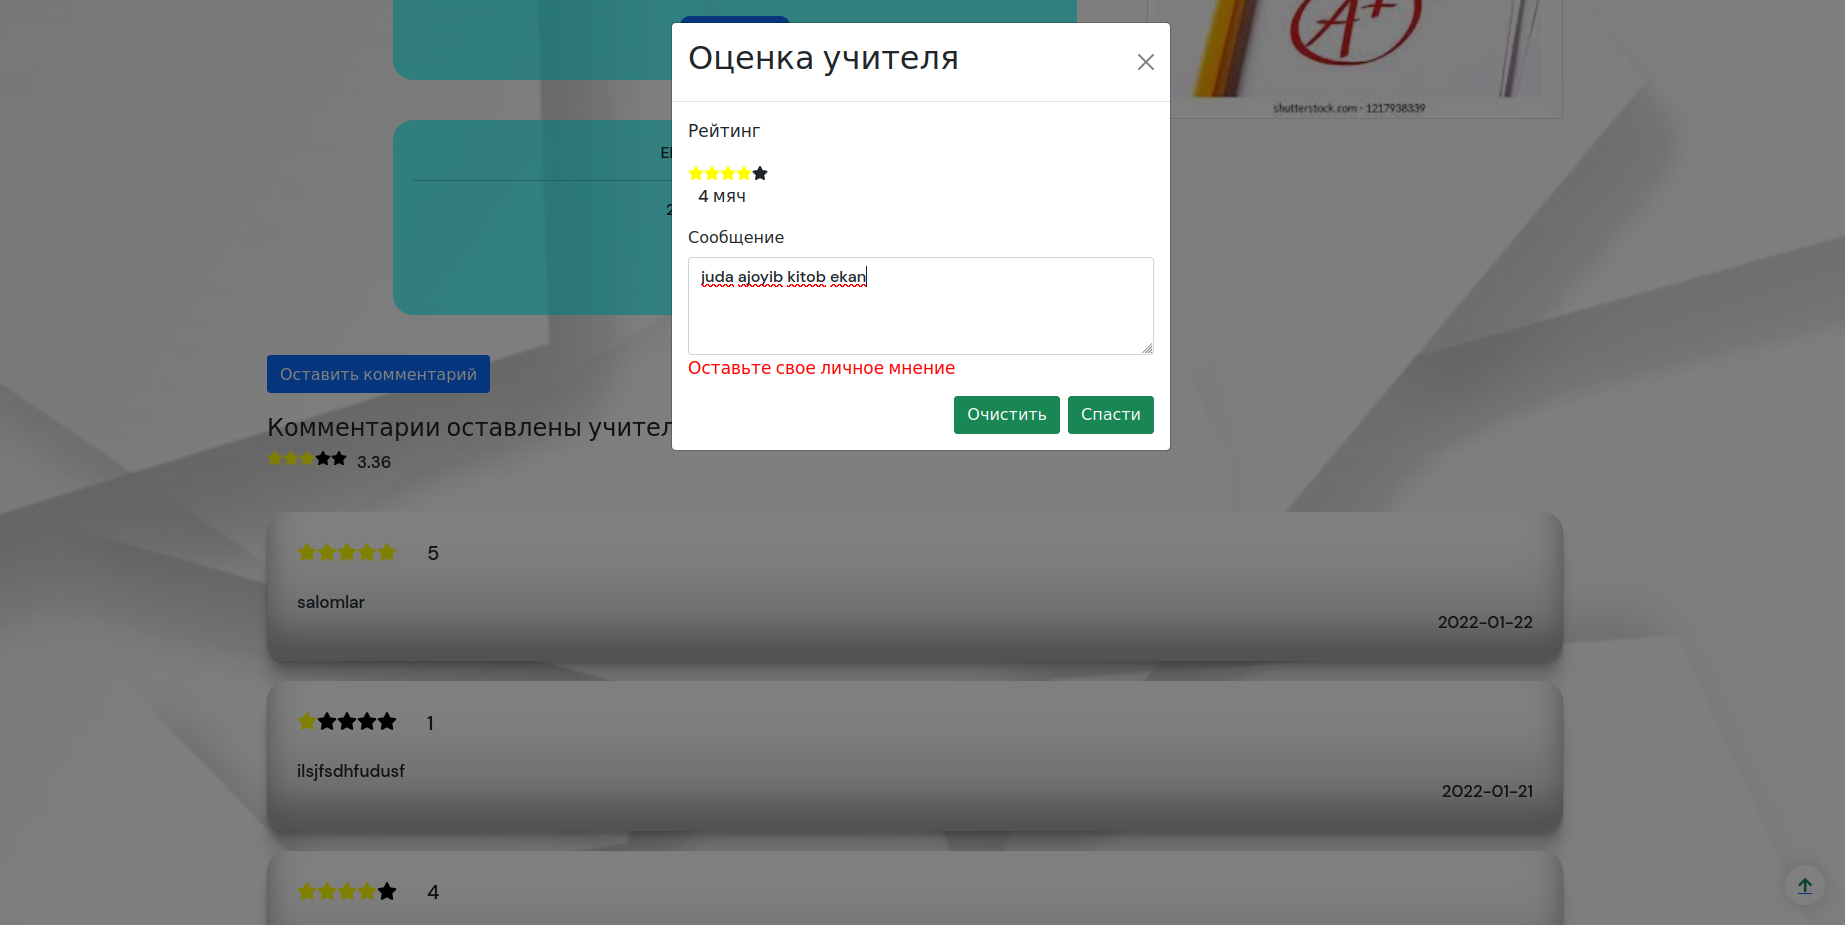 Оценка учителя
Рейтинг
4 мяч
Сообщение
juda ajoyib kitob ekan
Оставьте свое личное мнение
Очистить
Спасти
shutterstock.com · 1217938339
A+
Оставить комментарий
Комментарии оставлены
3.36
5
salomlar
2022-01-22
1
ilsjfsdhfudusf
2022-01-21
4